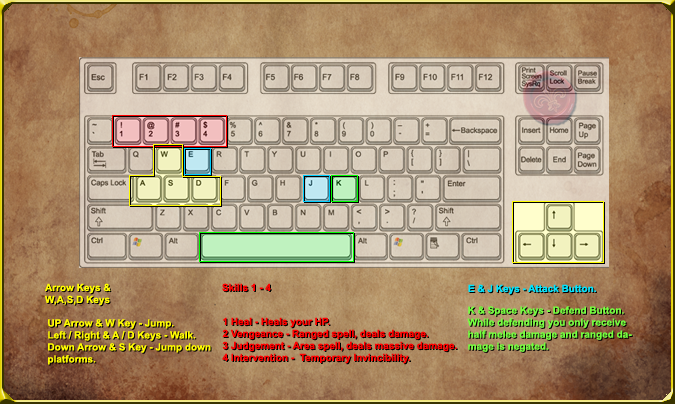 Esc F1 F2 F3 F4 F5 F6 F7 F8 F9 F10 F11 F12 Print Screen SysRq Scroll Lock Pause Break
~ ! @ # $ % ^ & * ( ) _ +
` 1 2 3 4 5 6 7 8 9 0 - = ←Backspace Insert Home Page Up
Tab Q W E R T Y U I O P { } |
[ ] \ Delete End Page Down
Caps Lock A S D F G H J K L : " Enter
; '
Shift Z X C V B N M < > ? Shift
, . / ↑
Ctrl Alt Alt Ctrl ← ↓ →
Arrow Keys &
W,A,S,D Keys
UP Arrow & W Key - Jump.
Left / Right & A / D Keys - Walk.
Down Arrow & S Key - Jump down
platforms.
Skills 1 - 4
1 Heal - Heals your HP.
2 Vengeance - Ranged spell, deals damage.
3 Judgement - Area spell, deals massive damage.
4 Intervention - Temporary Invincibility.
E & J Keys - Attack Button.
K & Space Keys - Defend Button.
While defending you only receive
half melee damage and ranged da-
mage is negated.